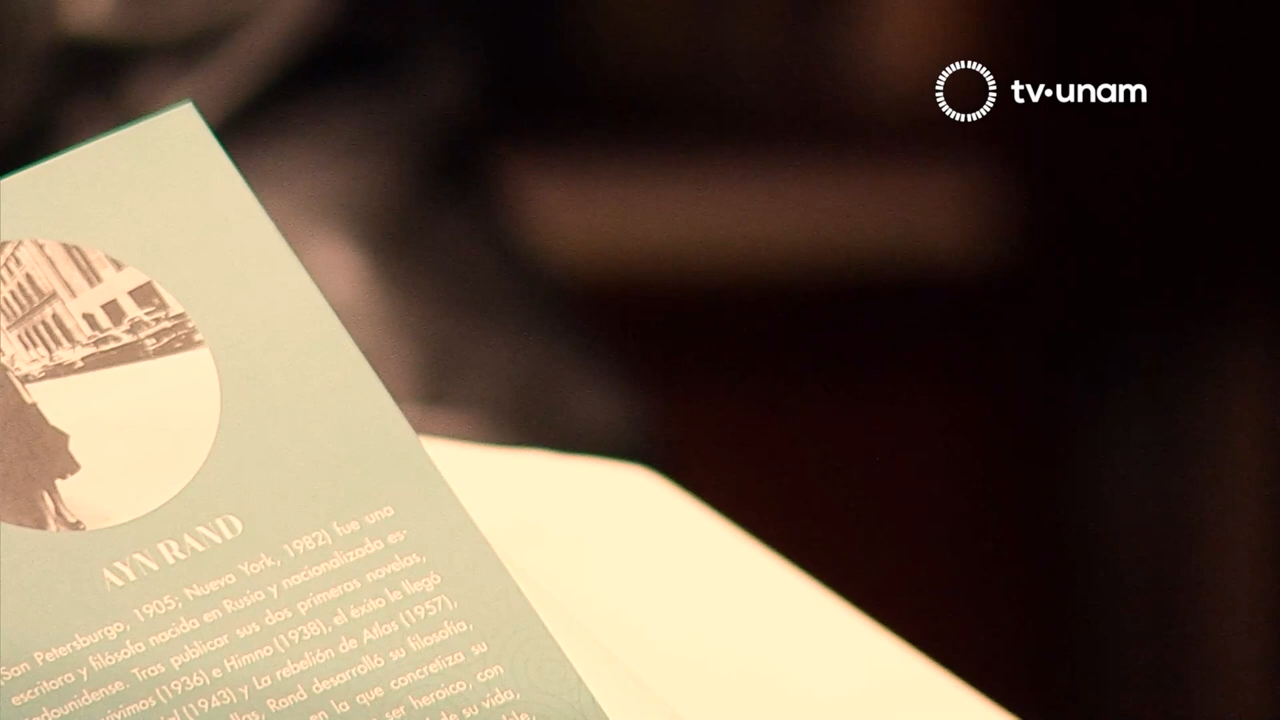 tv·unam
AYN RAND
(San Petersburgo, 1905; Nueva York, 1982) fue una
escritora y filósofa nacida en Rusia y nacionalizada es-
tadounidense. Tras publicar sus dos primeras novelas,
vivimos (1936) e Himno (1938), el éxito le llegó
(1943) y La rebelión de Atlas (1957),
Rand desarrolló su filosofía,
en la que concretiza su
ser heroico, con
de su vida,